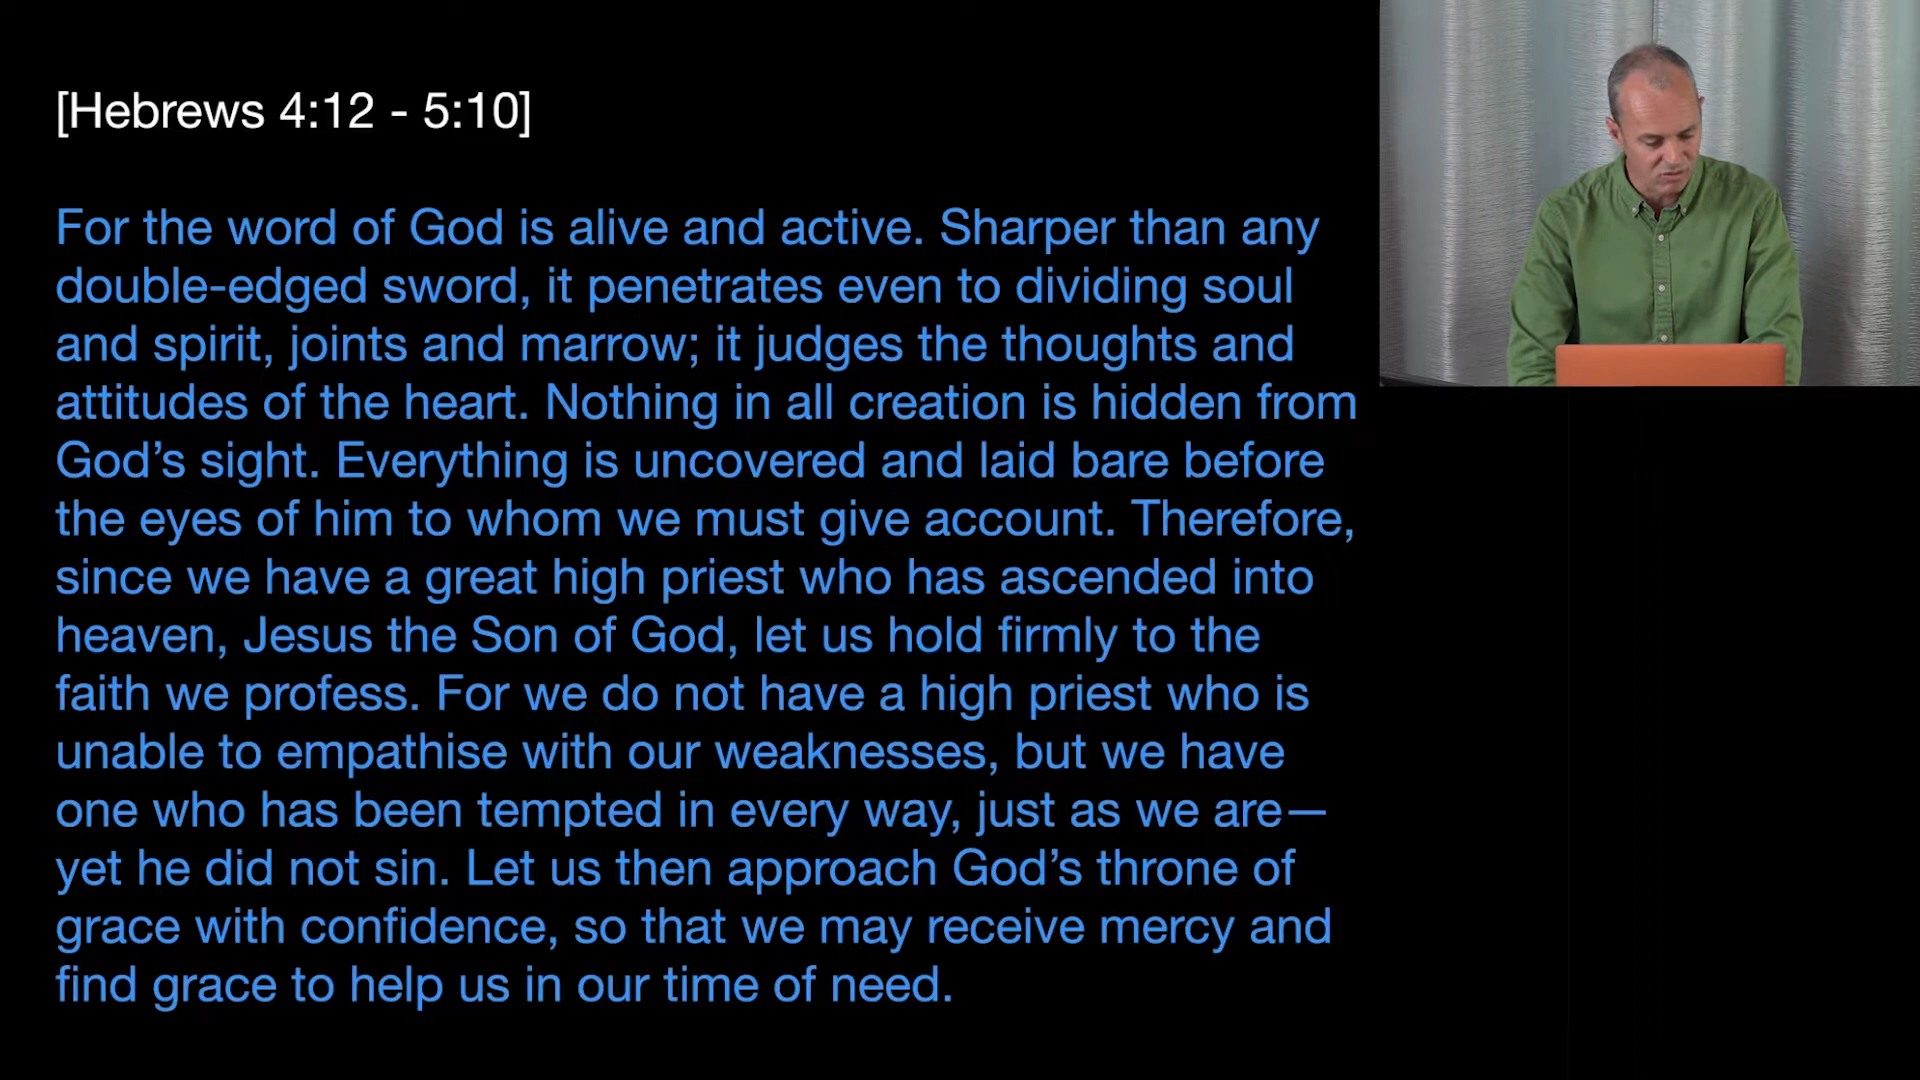 [Hebrews 4:12 - 5:10]
For the word of God is alive and active. Sharper than any
double-edged sword, it penetrates even to dividing soul
and spirit, joints and marrow; it judges the thoughts and
attitudes of the heart. Nothing in all creation is hidden from
God’s sight. Everything is uncovered and laid bare before
the eyes of him to whom we must give account. Therefore,
since we have a great high priest who has ascended into
heaven, Jesus the Son of God, let us hold firmly to the
faith we profess. For we do not have a high priest who is
unable to empathise with our weaknesses, but we have
one who has been tempted in every way, just as we are—
yet he did not sin. Let us then approach God’s throne of
grace with confidence, so that we may receive mercy and
find grace to help us in our time of need.